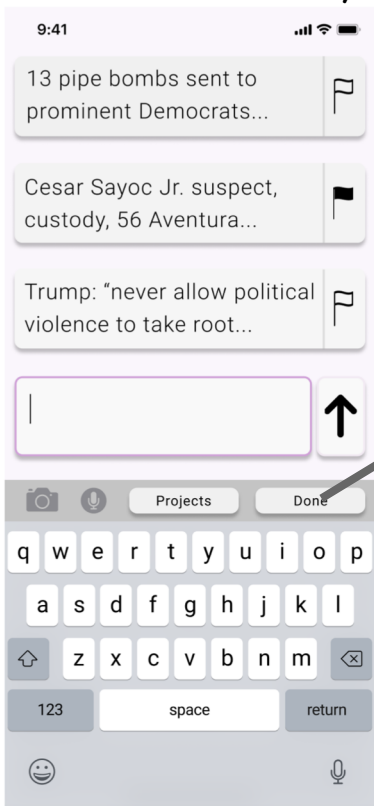 9:41
13 pipe bombs sent to
prominent Democrats...
Cesar Sayoc Jr. suspect,
custody, 56 Aventura...
Trump: “never allow political
violence to take root...
Projects Done
q w e r t y u i o p
a s d f g h j k l
z x c v b n m
123 space return